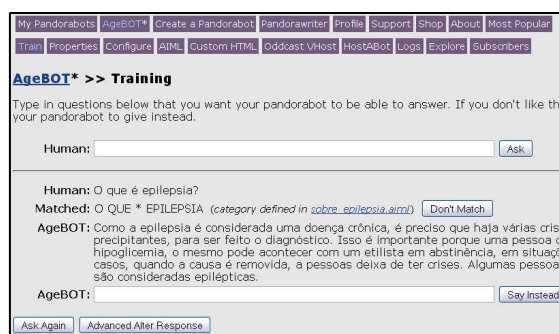 My Pandorabots AgeBOT* Create a Pandorabot Pandorawriter Profile Support Shop About Most Popular
Train Properties Configure AIML Custom HTML Oddcast VHost HostABot Logs Explore Subscribers
AgeBOT* >> Training
Type in questions below that you want your pandorabot to be able to answer. If you don't like th
your pandorabot to give instead.
Human: Ask
Human: O que é epilepsia?
Matched: O QUE * EPILEPSIA (category defined in sobre_epilepsia.aiml) Don't Match
AgeBOT: Como a epilepsia é considerada uma doença crônica, é preciso que haja várias cris
precipitantes, para ser feito o diagnóstico. Isso é importante porque uma pessoa c
hipoglicemia, o mesmo pode acontecer com um etilista em abstinência, em situaçõ
casos, quando a causa é removida, a pessoas deixa de ter crises. Algumas pessoa
são consideradas epilépticas.
AgeBOT: Say Instead
Ask Again Advanced Alter Response